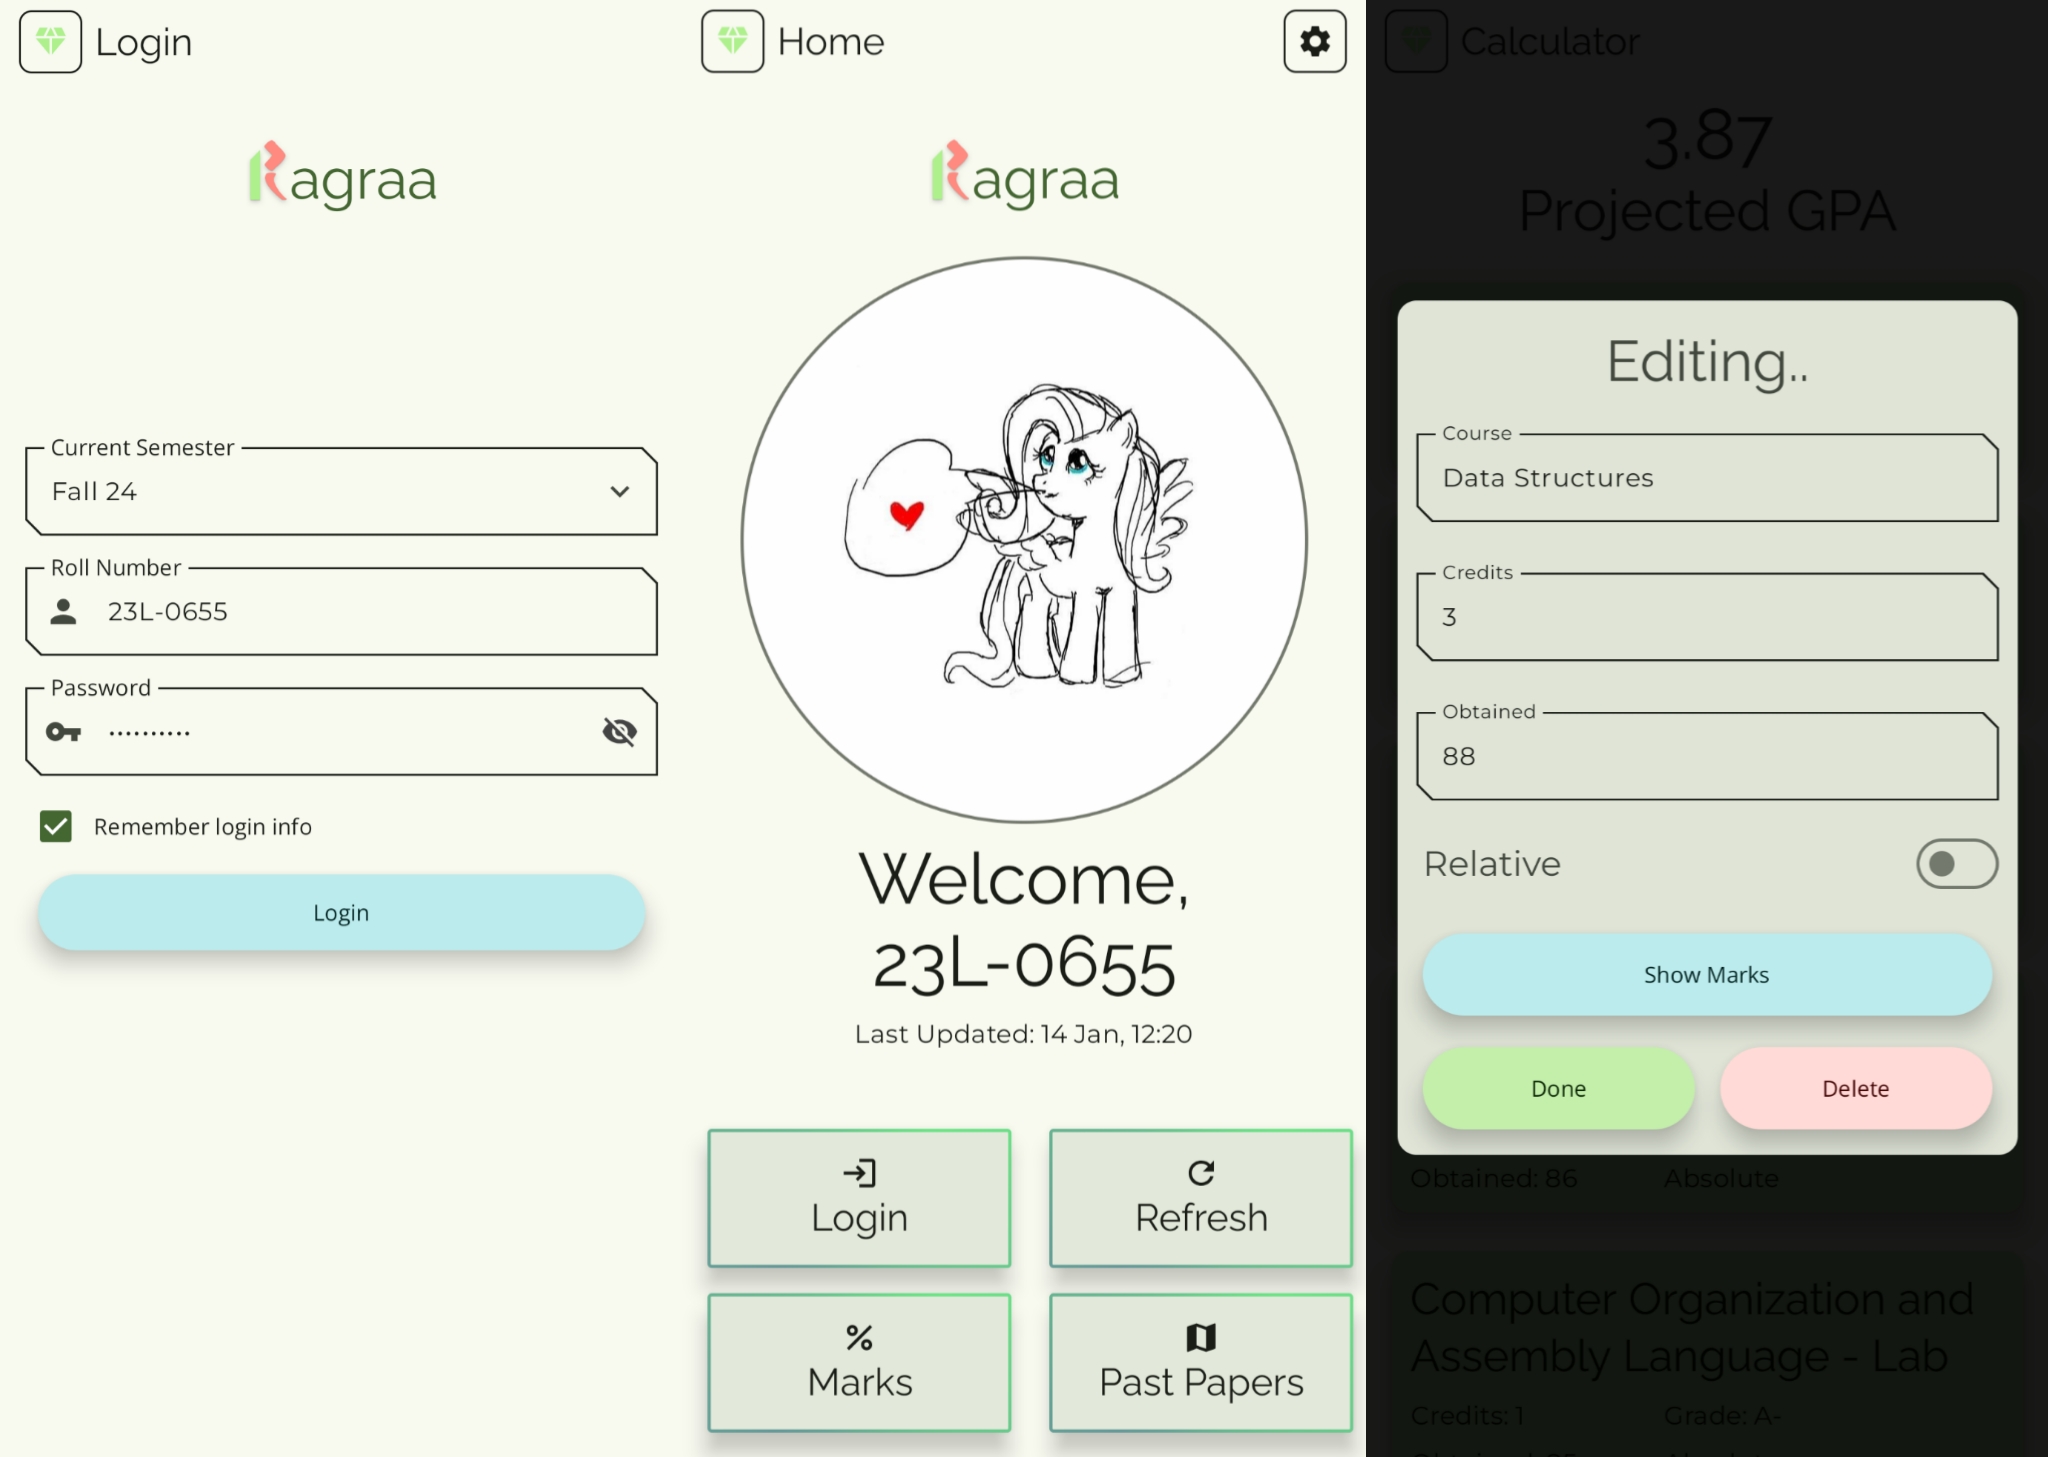 Login
Ragraa
Current Semester
Fall 24
Roll Number
23L-0655
Password
Remember login info
Login
Home
Ragraa
Welcome,
23L-0655
Last Updated: 14 Jan, 12:20
Login
Refresh
Marks
Past Papers
Calculator
3.87
Projected GPA
Editing..
Course
Data Structures
Credits
3
Obtained
88
Relative
Show Marks
Done
Delete
Obtained: 86 Absolute
Computer Organization and
Assembly Language - Lab
Credits: 1 Grade: A-